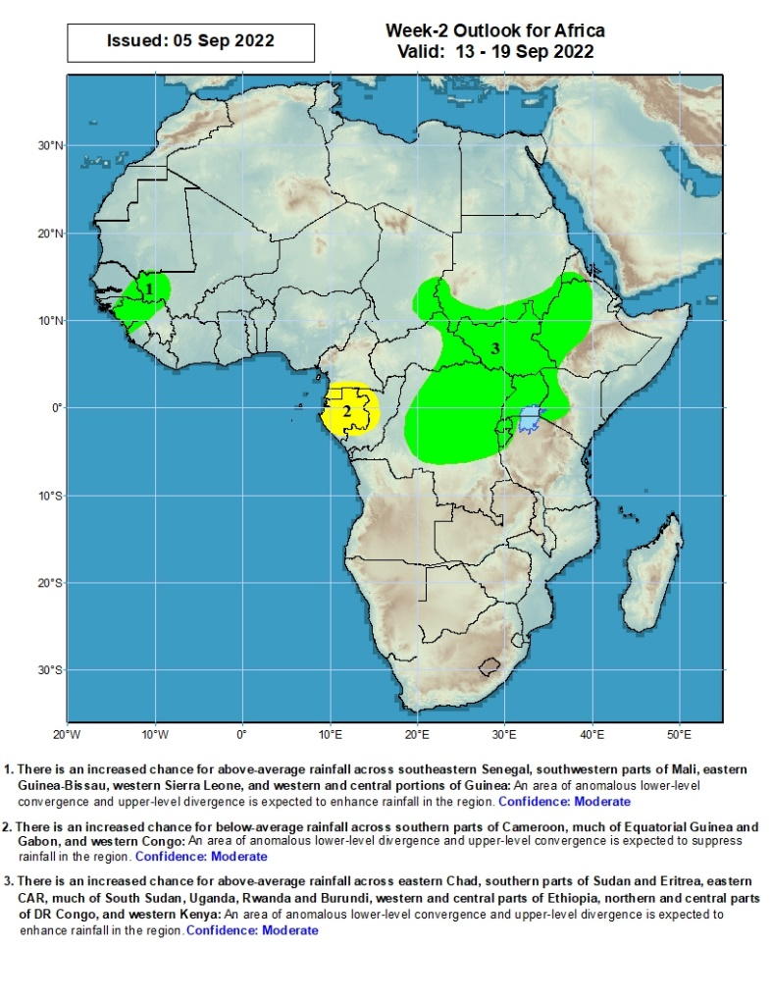 Issued: 05 Sep 2022
Week-2 Outlook for Africa
Valid: 13 - 19 Sep 2022
30°N
20°N
10°N
0°
10°S
20°S
30°S
1
2
3
20°W
10°W
0°
10°E
20°E
30°E
40°E
50°E
1. There is an increased chance for above-average rainfall across southeastern Senegal, southwestern parts of Mali, eastern
Guinea-Bissau, western Sierra Leone, and western and central portions of Guinea: An area of anomalous lower-level
convergence and upper-level divergence is expected to enhance rainfall in the region. Confidence: Moderate
2. There is an increased chance for below-average rainfall across southern parts of Cameroon, much of Equatorial Guinea and
Gabon, and western Congo: An area of anomalous lower-level divergence and upper-level convergence is expected to suppress
rainfall in the region. Confidence: Moderate
3. There is an increased chance for above-average rainfall across eastern Chad, southern parts of Sudan and Eritrea, eastern
CAR, much of South Sudan, Uganda, Rwanda and Burundi, western and central parts of Ethiopia, northern and central parts
of DR Congo, and western Kenya: An area of anomalous lower-level convergence and upper-level divergence is expected to
enhance rainfall in the region. Confidence: Moderate